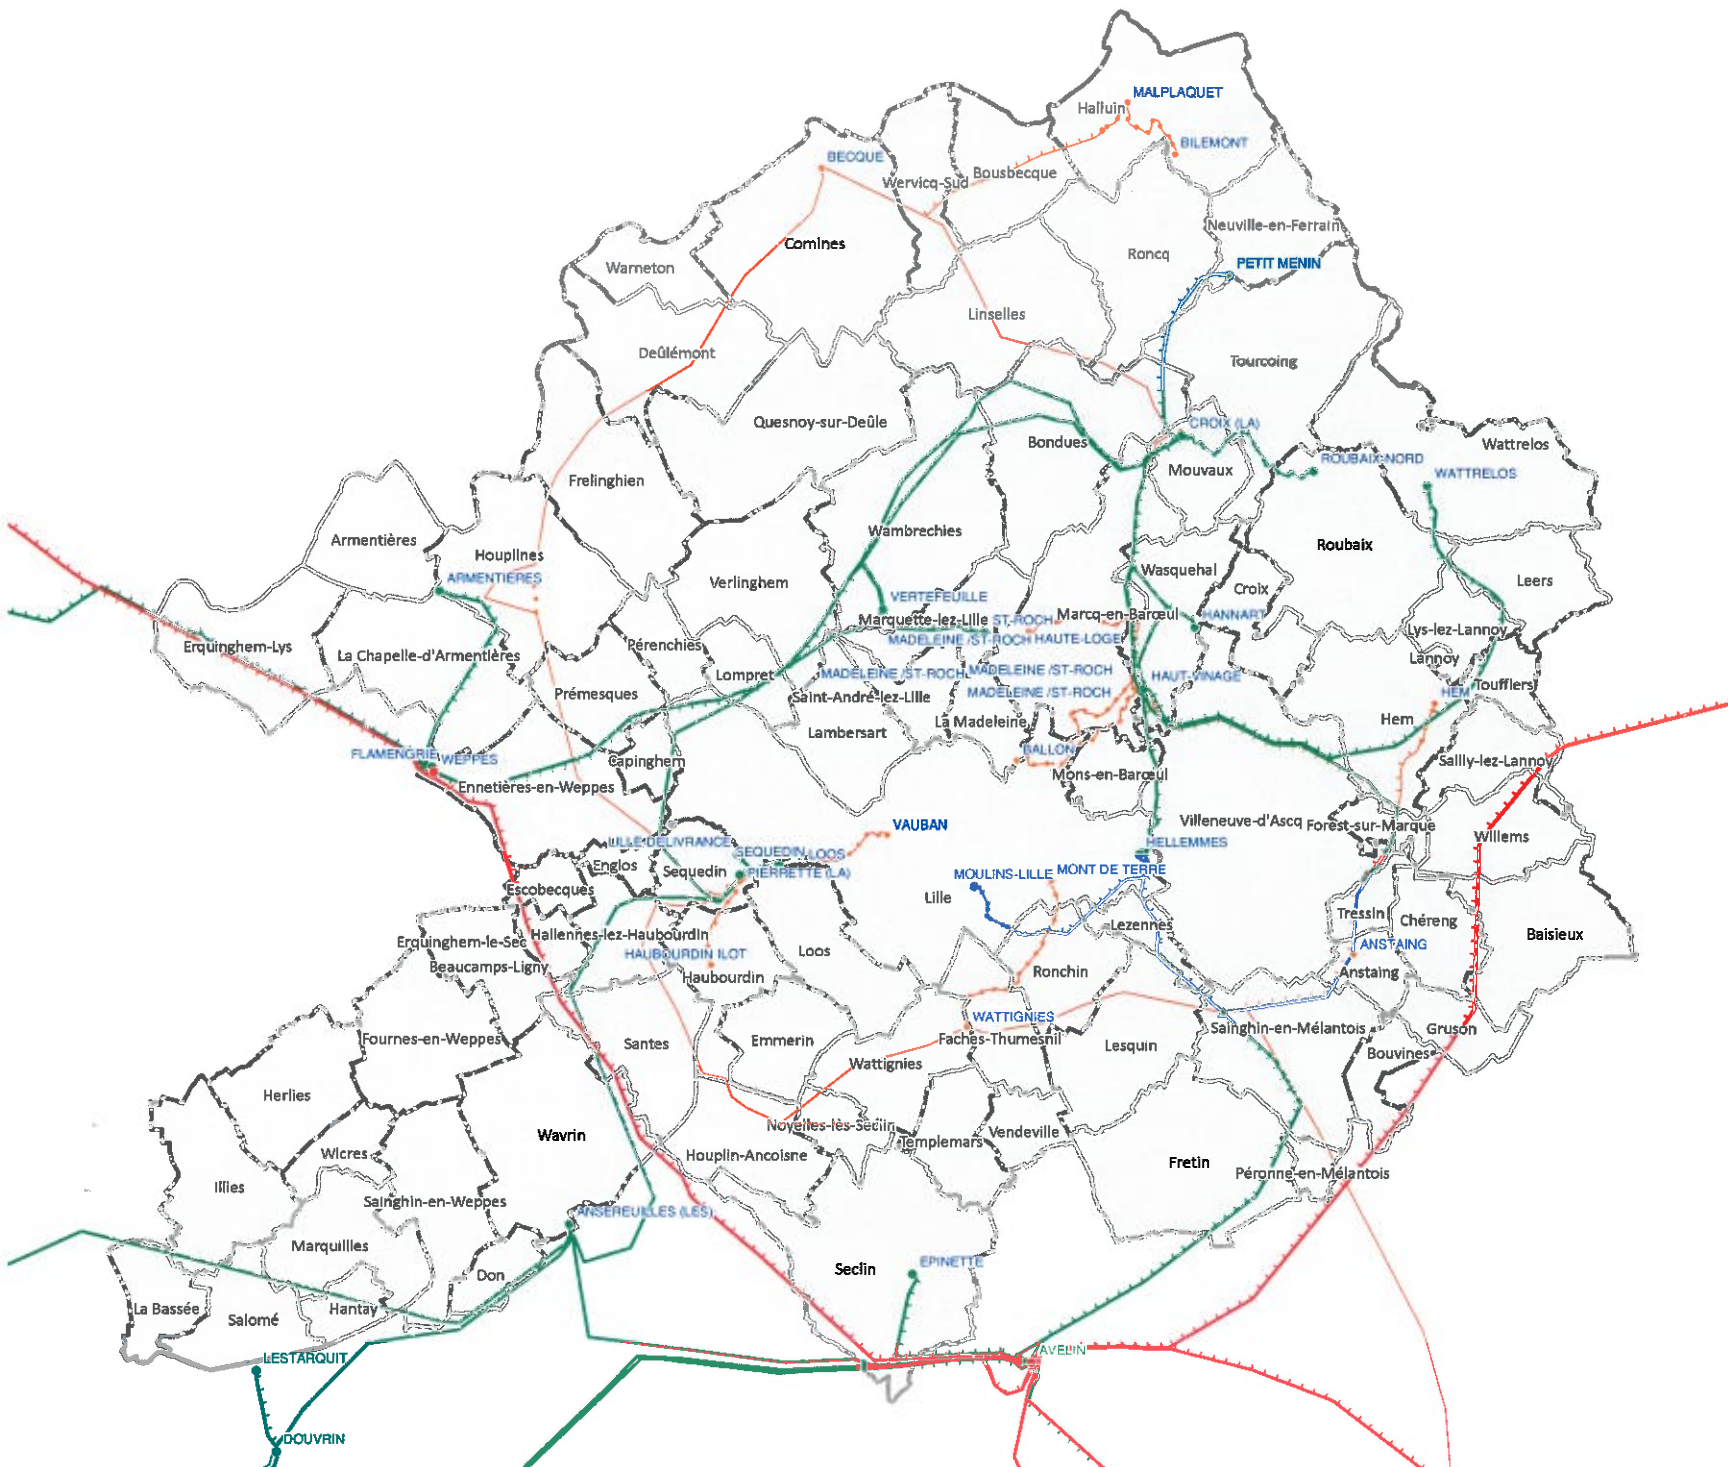 MALPLAQUET
Halluin
BILEMONT
BECQUE
Bousbecque
Wervicq-Sud
Neuville-en-Ferrain
Comines
Roncq
PETIT MENIN
Warneton
Linselles
Deûlémont
Tourcoing
Quesnoy-sur-Deûle
CROIX (LA)
Bondues
Wattrelos
ROUBAIX-NORD
Mouvaux
WATTRELOS
Frelinghien
Wambrechies
Armentières
Roubaix
Houplines
Wasquehal
ARMENTIERES
Verlinghem
Croix
Leers
VERTEFEUILLE
Marquette-lez-Lille
ST-ROCH
Marcq-en-Barœul
HANNART
Lys-lez-Lannoy
MADELEINE /ST-ROCH
HAUTE-LOGE
Erquinghem-Lys
Pérenchies
La Chapelle-d'Armentières
Lannoy
Lompret
MADELEINE /ST-ROCH
MADELEINE /ST-ROCH
HAUT-VINAGE
Toufflers
Prémesques
Saint-André-lez-Lille
MADELEINE /ST-ROCH
HEM
La Madeleine
Hem
Lambersart
BALLON
FLAMENGRIE
WEPPES
Capinghem
Sailly-lez-Lannoy
Mons-en-Barœul
Ennetières-en-Weppes
Villeneuve-d'Ascq
Forest-sur-Marque
VAUBAN
Willems
LILLE-DELIVRANCE
HELLEMMES
SEQUEDIN
LOOS
Englos
Sequedin
PIERRETTE (LA)
MOULINS-LILLE
MONT DE TERRE
Escobecques
Lille
Tressin
Chéreng
Lezennes
Hallennes-lez-Haubourdin
Baisieux
Erquinghem-le-Sec
ANSTAING
HAUBOURDIN ILOT
Loos
Beaucamps-Ligny
Ronchin
Anstaing
Haubourdin
WATTIGNIES
Fournes-en-Weppes
Santes
Emmerin
Faches-Thumesnil
Lesquin
Sainghin-en-Mélantois
Gruson
Bouvines
Wattignies
Herlies
Noyelles-lès-Seclin
Wavrin
Vendeville
Templemars
Wicres
Houplin-Ancoisne
Fretin
Péronne-en-Mélantois
Illies
Sainghin-en-Weppes
ANSEREUILLES (LES)
Marquilles
EPINETTE
Seclin
Don
La Bassée
Hantay
Salomé
AVELIN
LESTARQUIT
DOUVRIN